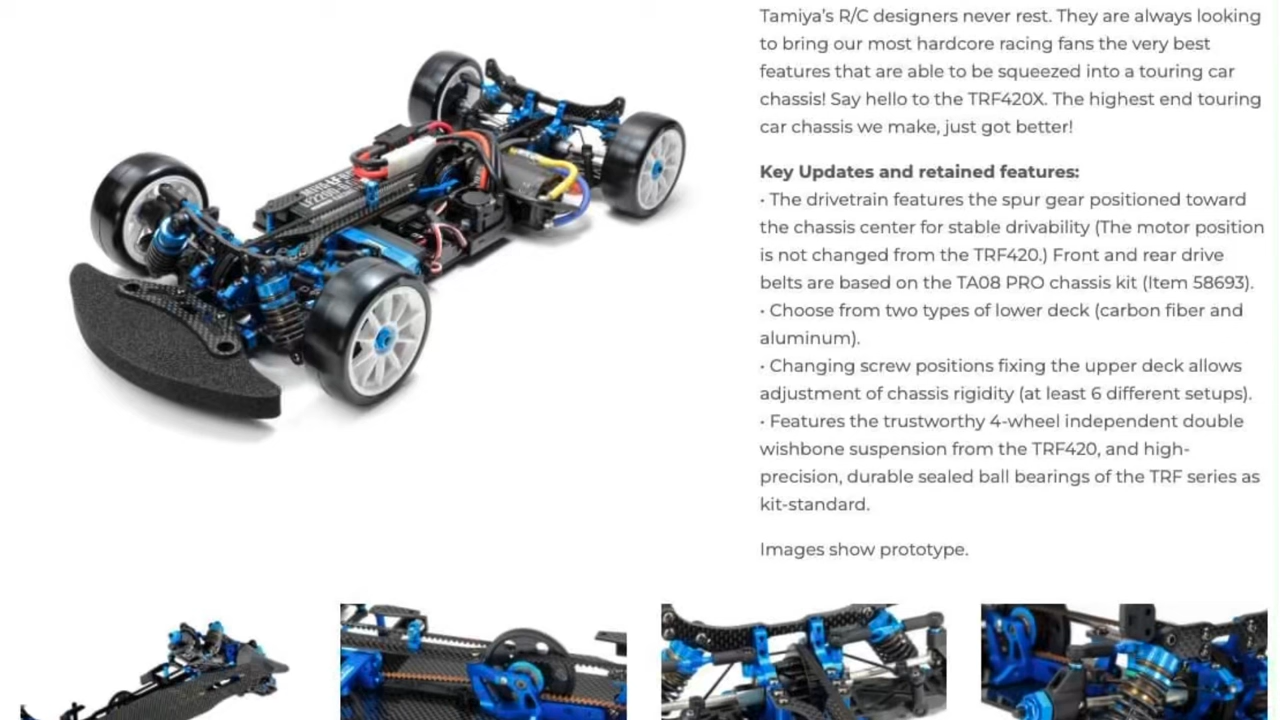 Tamiya's R/C designers never rest. They are always looking
to bring our most hardcore racing fans the very best
features that are able to be squeezed into a touring car
chassis! Say hello to the TRF420X. The highest end touring
car chassis we make, just got better!
Key Updates and retained features:
• The drivetrain features the spur gear positioned toward
the chassis center for stable drivability (The motor position
is not changed from the TRF420.) Front and rear drive
belts are based on the TA08 PRO chassis kit (Item 58693).
• Choose from two types of lower deck (carbon fiber and
aluminum).
• Changing screw positions fixing the upper deck allows
adjustment of chassis rigidity (at least 6 different setups).
• Features the trustworthy 4-wheel independent double
wishbone suspension from the TRF420, and high-
precision, durable sealed ball bearings of the TRF series as
kit-standard.
Images show prototype.